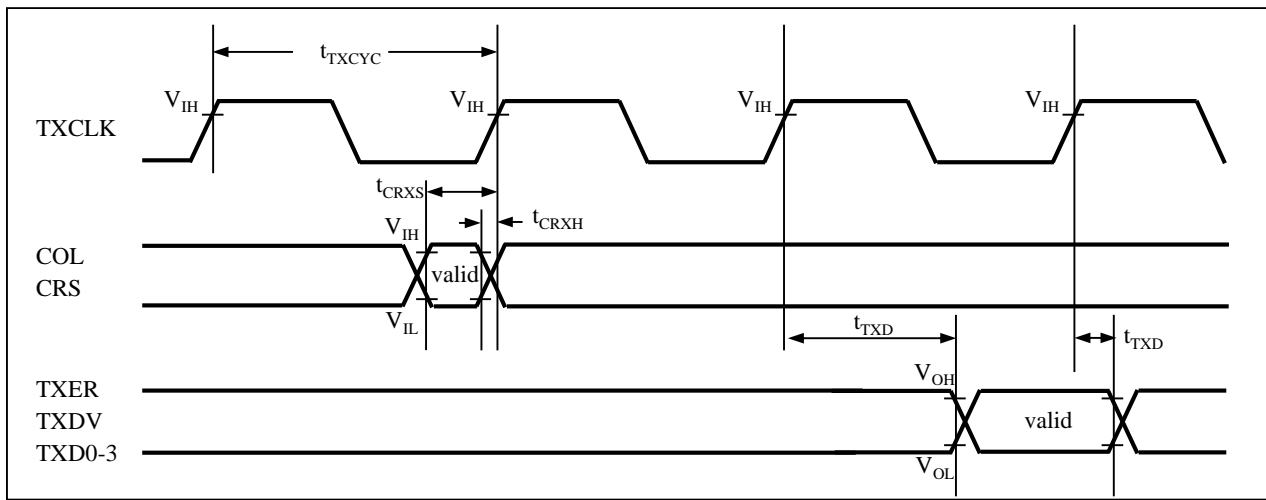 tTXCYC
VIH VIH VIH VIH
TXCLK
tCRXS
VIH tCRXH
COL
valid
CRS
VIL
tTXD tTXD
TXER VOH
TXDV valid
TXD0-3 VOL